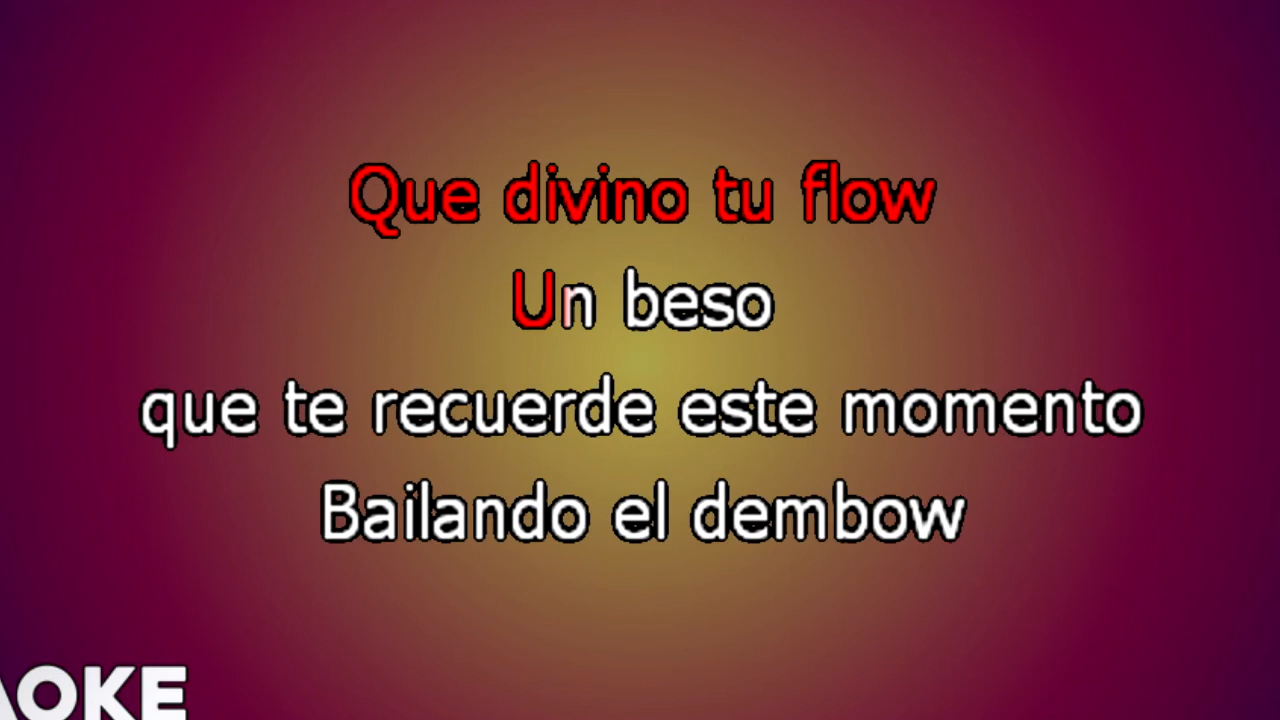 Que divino tu flow
Un beso
que te recuerde este momento
Bailando el dembow
AOKE